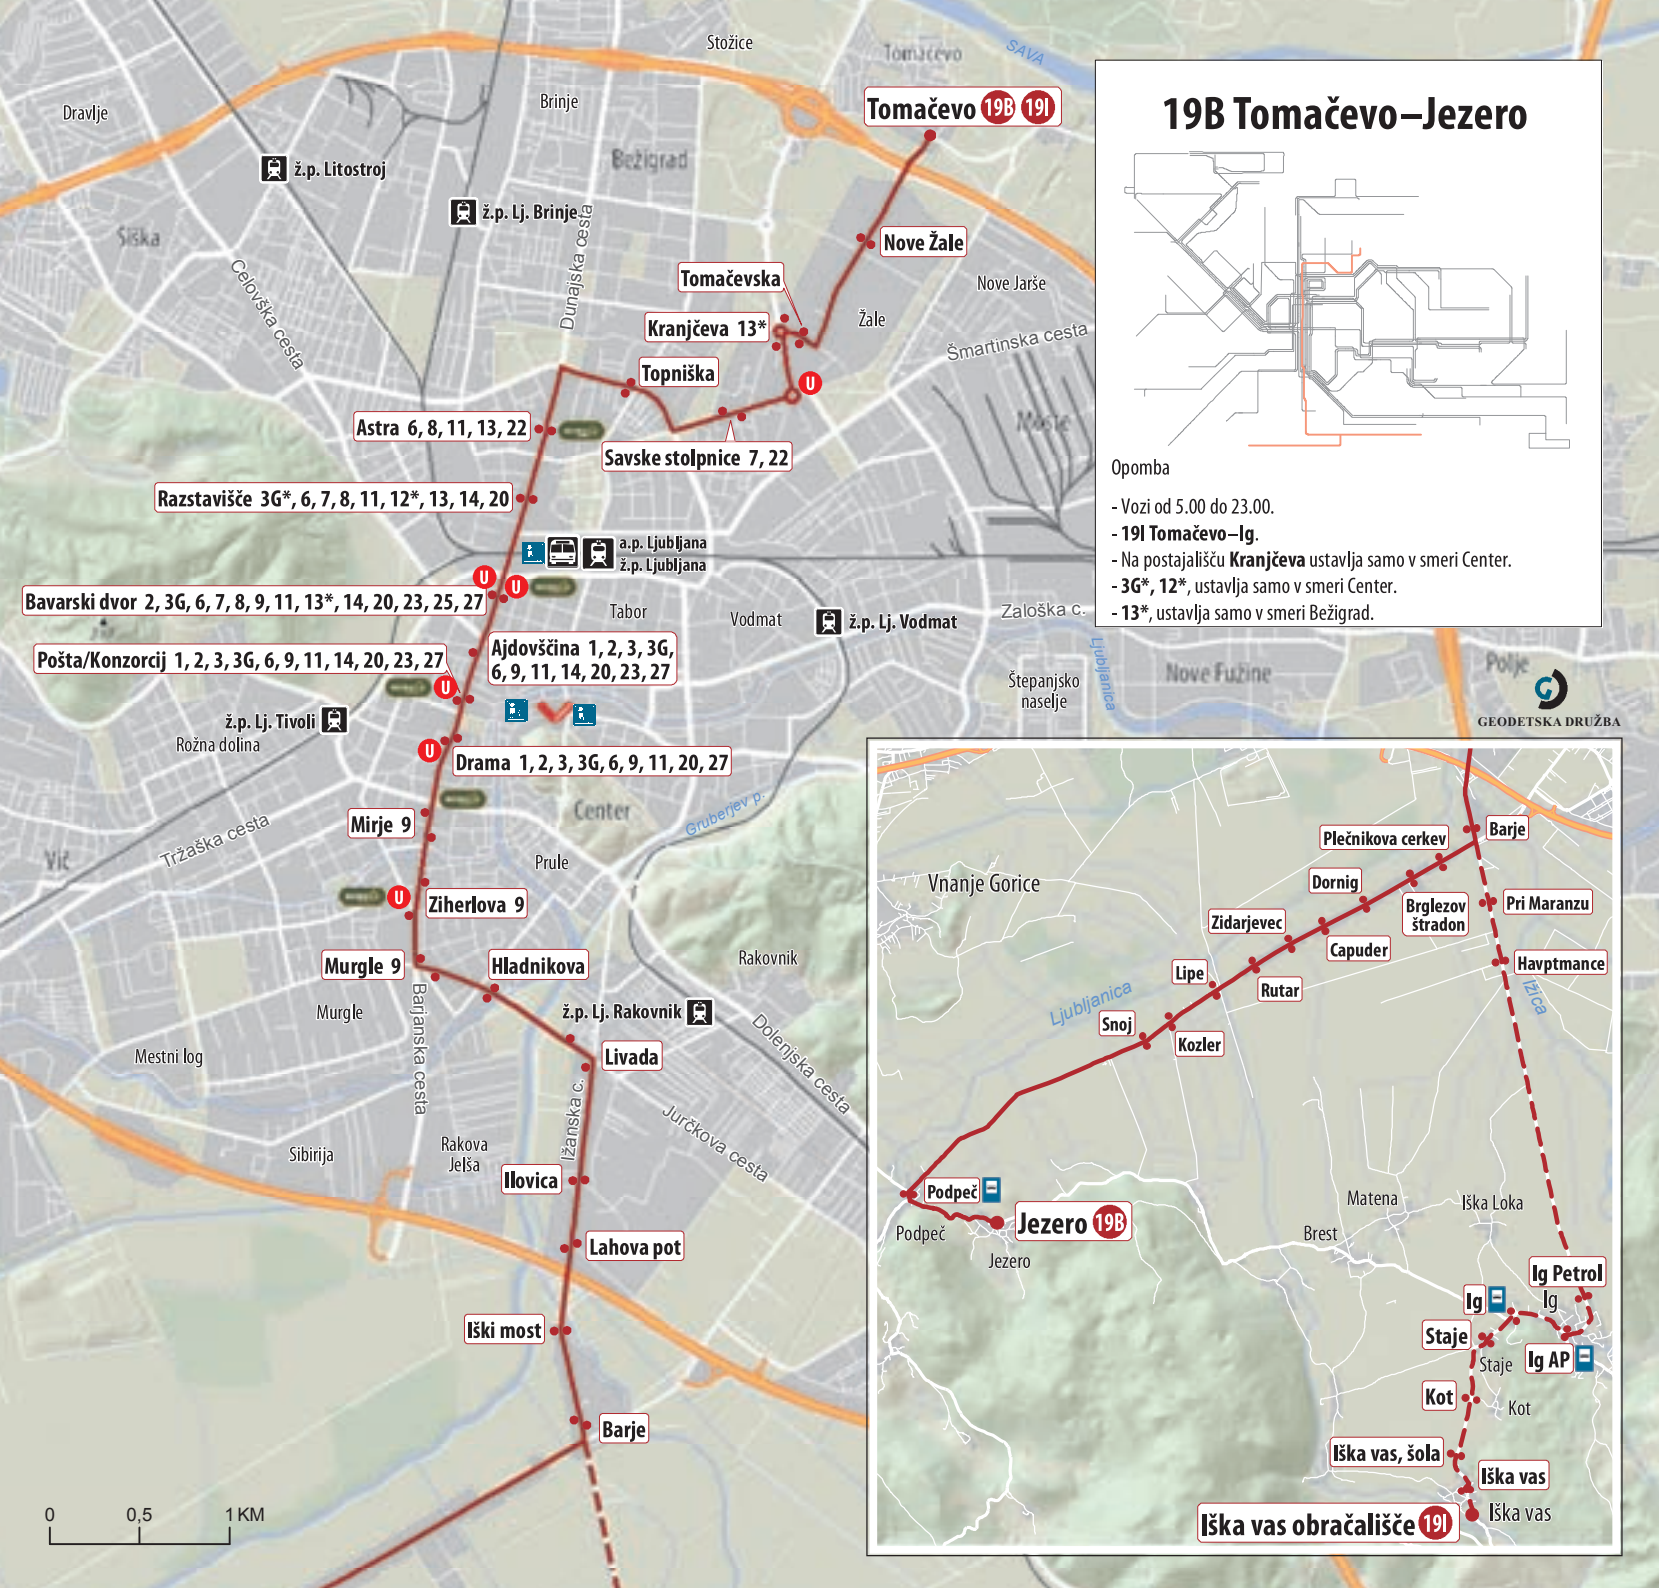 Stožice
Tomačevo
SAVA
Dravlje
Brinje
Tomačevo 19B 19I
Bežigrad
ž.p. Litostroj
ž.p. Lj. Brinje
Šiška
Dunajska cesta
Celovška cesta
Nove Žale
Tomačevska
Nove Jarše
Kranjčeva 13*
Žale
Šmartinska cesta
Topniška
U
Moste
Astra 6, 8, 11, 13, 22
Savske stolpnice 7, 22
Razstavišče 3G*, 6, 7, 8, 11, 12*, 13, 14, 20
a.p. Ljubljana
ž.p. Ljubljana
U
U
Bavarski dvor 2, 3G, 6, 7, 8, 9, 11, 13*, 14, 20, 23, 25, 27
Tabor
Vodmat
ž.p. Lj. Vodmat
Zaloška c.
Ljubljanica
Pošta/Konzorcij 1, 2, 3, 3G, 6, 9, 11, 14, 20, 23, 27
Ajdovščina 1, 2, 3, 3G,
6, 9, 11, 14, 20, 23, 27
U
Štepanjsko
naselje
Nove Fužine
Polje
ž.p. Lj. Tivoli
Rožna dolina
U
Drama 1, 2, 3, 3G, 6, 9, 11, 20, 27
Center
Gruberjev p.
Mirje 9
Tržaška cesta
Vič
Prule
U
Ziherlova 9
Murgle 9
Hladnikova
Rakovnik
Murgle
Barjanska cesta
ž.p. Lj. Rakovnik
Dolenjska cesta
Mestni log
Livada
Ižanska c.
Jurčkova cesta
Sibirija
Rakova
Jelša
Ilovica
Lahova pot
Iški most
Barje
0 0,5 1 KM
19B Tomačevo–Jezero
Opomba
- Vozi od 5.00 do 23.00.
- 19I Tomačevo–Ig.
- Na postajališču Kranjčeva ustavlja samo v smeri Center.
- 3G*, 12*, ustavlja samo v smeri Center.
- 13*, ustavlja samo v smeri Bežigrad.
GEODETSKA DRUŽBA
Barje
Plečnikova cerkev
Vnanje Gorice
Dornig
Brglezov
štradon
Pri Maranzu
Zidarjevec
Capuder
Havptmance
Lipe
Rutar
Ižica
Ljubljanica
Snoj
Kozler
Podpeč
Podpeč
Jezero 19B
Jezero
Matena
Iška Loka
Brest
Ig Petrol
Ig
Ig
Staje
Staje
Ig AP
Kot
Kot
Iška vas, šola
Iška vas
Iška vas obračališče 19I
Iška vas